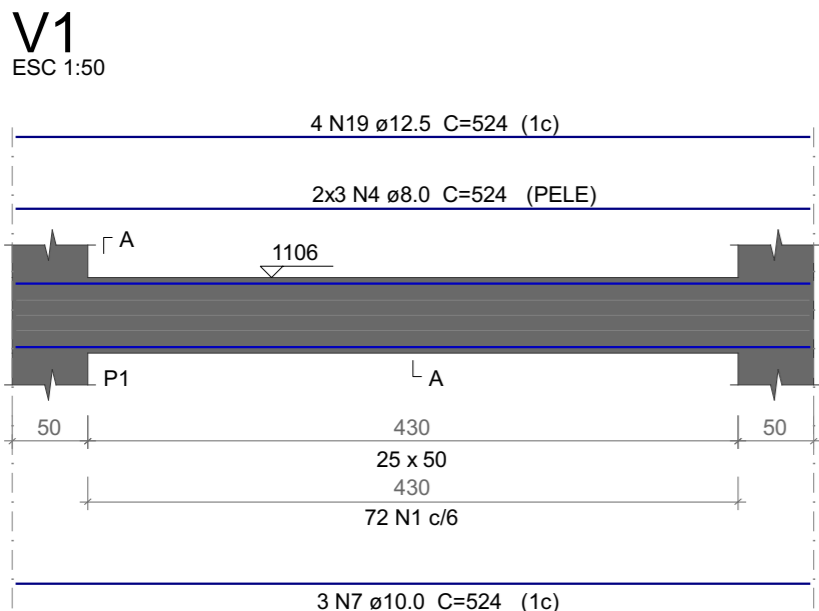 V1
ESC 1:50
4 N19 ø12.5 C=524 (1c)
2x3 N4 ø8.0 C=524 (PELE)
A
1106
P1
A
50
430
50
25 x 50
430
72 N1 c/6
3 N7 ø10.0 C=524 (1c)